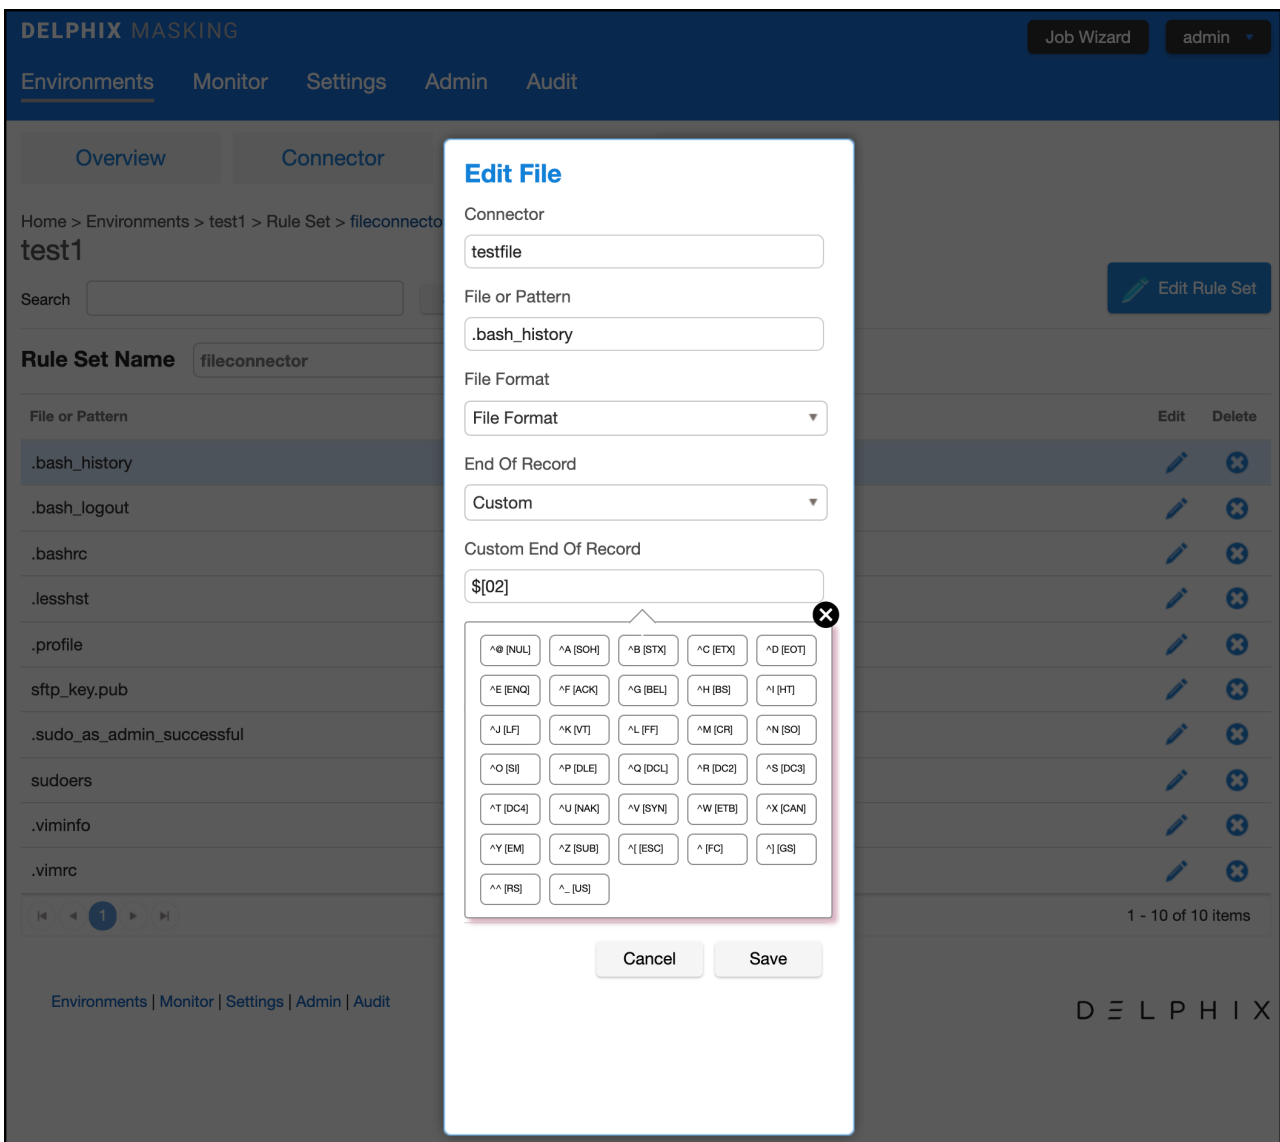 DELPHIX MASKING
Job Wizard
admin
Environments Monitor Settings Admin Audit
Overview Connector
Home > Environments > test1 > Rule Set > fileconnecto
test1
Search
Edit Rule Set
Rule Set Name fileconnector
File or Pattern Edit Delete
.bash_history
.bash_logout
.bashrc
.lesshst
.profile
sftp_key.pub
.sudo_as_admin_successful
sudoers
.viminfo
.vimrc
1
1 - 10 of 10 items
Edit File
Connector
testfile
File or Pattern
.bash_history
File Format
File Format
End Of Record
Custom
Custom End Of Record
$[02]
^@ [NUL] ^A [SOH] ^B [STX] ^C [ETX] ^D [EOT]
^E [ENQ] ^F [ACK] ^G [BEL] ^H [BS] ^I [HT]
^J [LF] ^K [VT] ^L [FF] ^M [CR] ^N [SO]
^O [SI] ^P [DLE] ^Q [DCL] ^R [DC2] ^S [DC3]
^T [DC4] ^U [NAK] ^V [SYN] ^W [ETB] ^X [CAN]
^Y [EM] ^Z [SUB] ^[ [ESC] ^ [FC] ^] [GS]
^^ [RS] ^_ [US]
Cancel Save
Environments | Monitor | Settings | Admin | Audit
DELPHIX